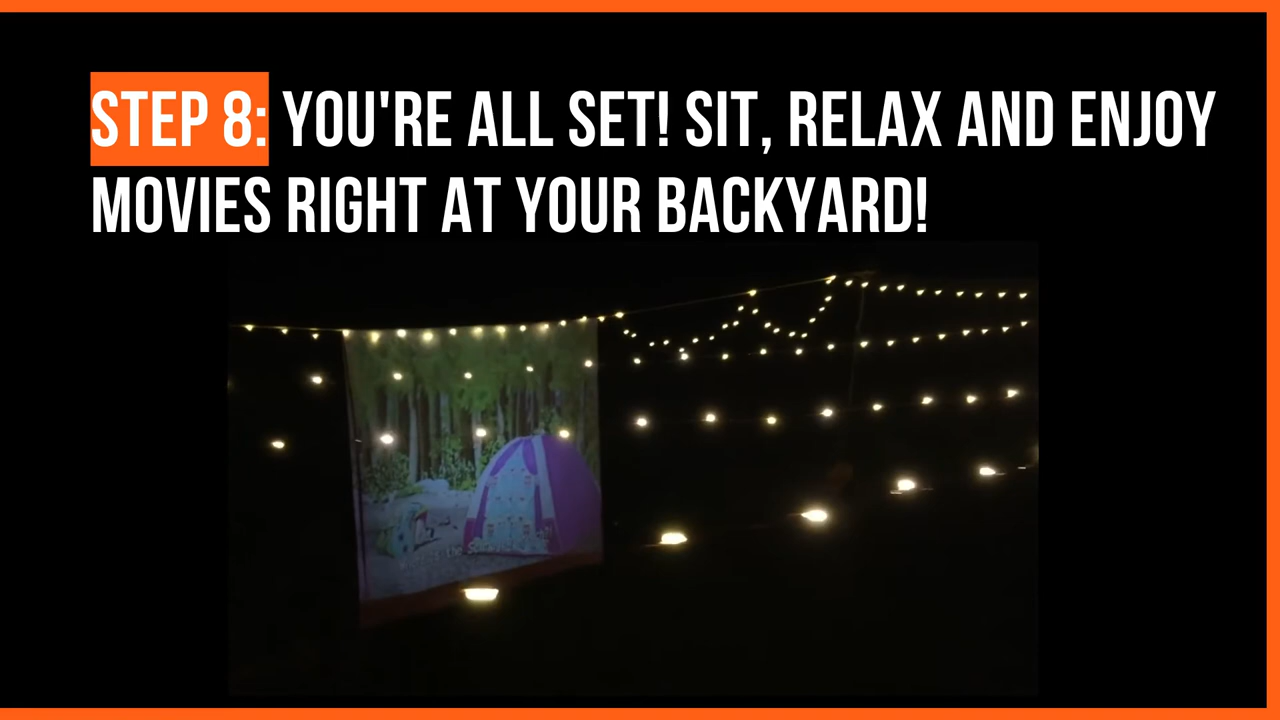 STEP 8: YOU'RE ALL SET! SIT, RELAX AND ENJOY
MOVIES RIGHT AT YOUR BACKYARD!